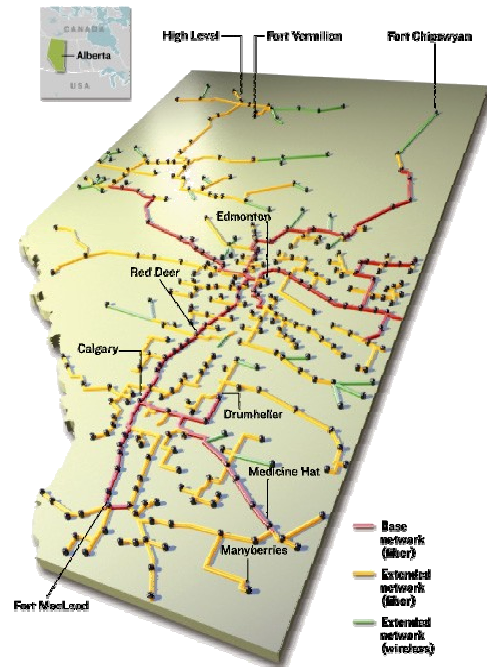 CANADA
Alberta
USA
High Level
Fort Vermilion
Fort Chipewyan
Edmonton
Red Deer
Calgary
Drumheller
Medicine Hat
Manyberries
Fort MacLeod
Base
network
(fiber)
Extended
network
(fiber)
Extended
network
(wireless)